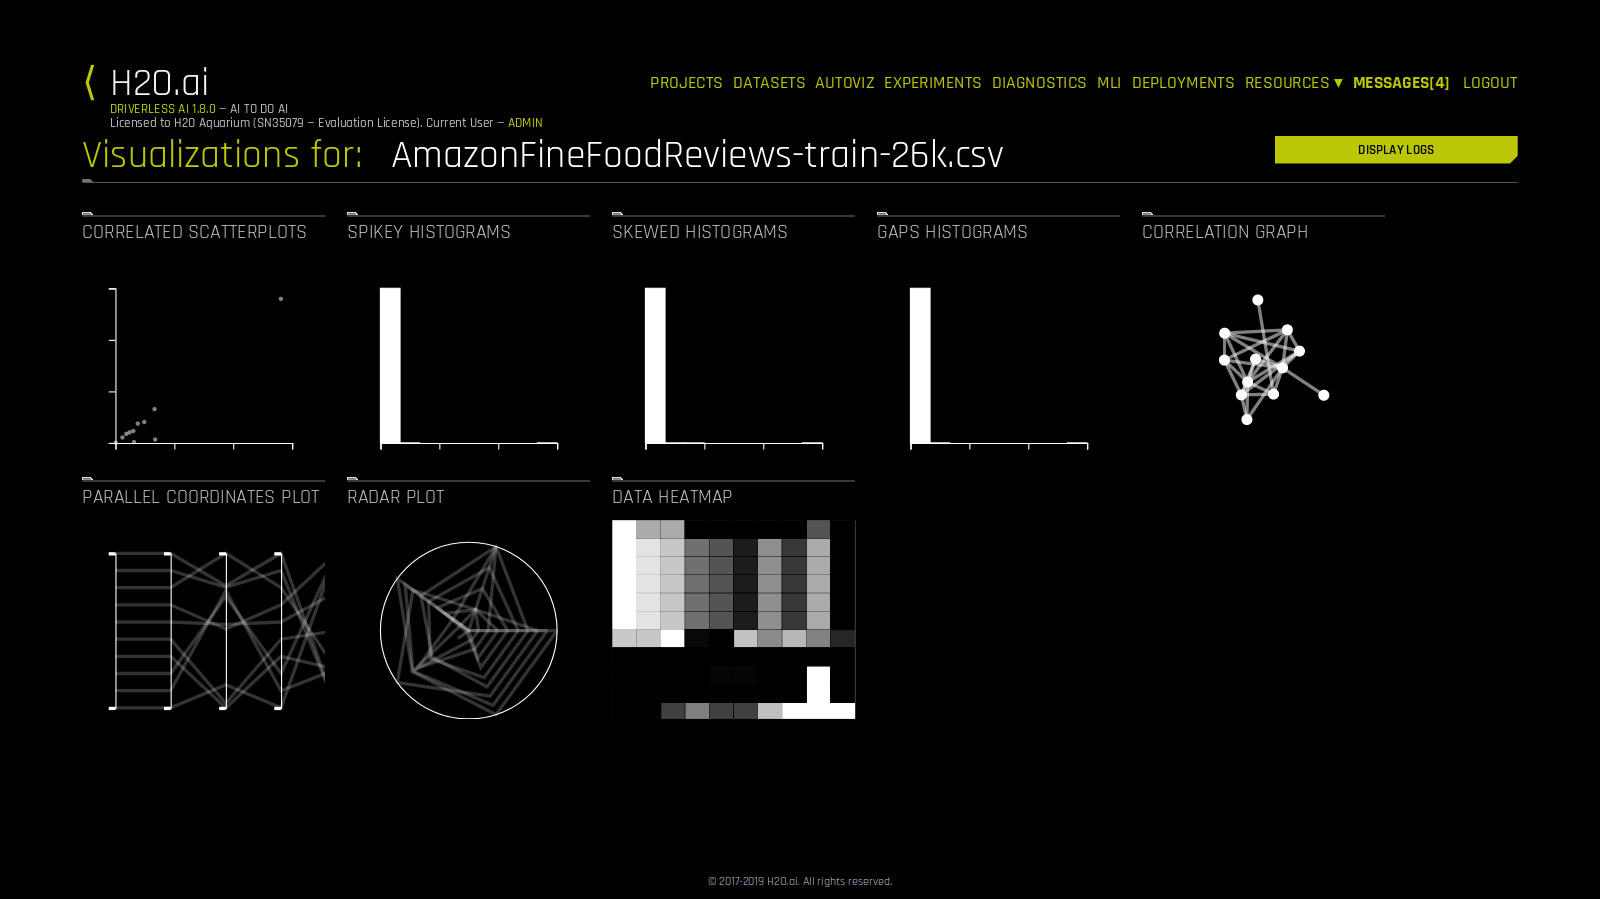 H2O.ai
PROJECTS DATASETS AUTOVIZ EXPERIMENTS DIAGNOSTICS MLI DEPLOYMENTS RESOURCES ▾ MESSAGES[4] LOGOUT
DRIVERLESS AI 1.8.0 — AI TO DO AI
Licensed to H2O Aquarium (SN35079 — Evaluation License). Current User — ADMIN
Visualizations for: AmazonFineFoodReviews-train-26k.csv
DISPLAY LOGS
CORRELATED SCATTERPLOTS
SPIKEY HISTOGRAMS
SKEWED HISTOGRAMS
GAPS HISTOGRAMS
CORRELATION GRAPH
PARALLEL COORDINATES PLOT
RADAR PLOT
DATA HEATMAP
© 2017-2019 H2O.ai. All rights reserved.